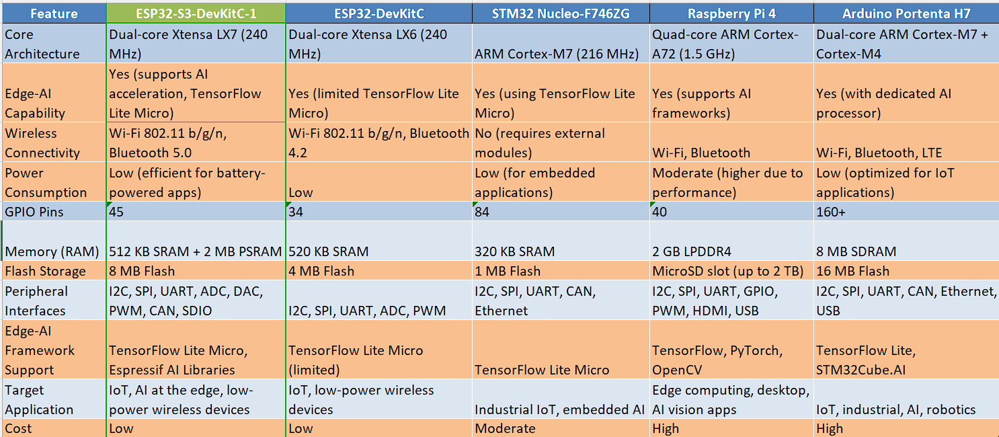 Feature ESP32-S3-DevKitC-1 ESP32-DevKitC STM32 Nucleo-F746ZG Raspberry Pi 4 Arduino Portenta H7
Core
Architecture
Dual-core Xtensa LX7 (240
MHz)
Dual-core Xtensa LX6 (240
MHz)
ARM Cortex-M7 (216 MHz)
Quad-core ARM Cortex-
A72 (1.5 GHz)
Dual-core ARM Cortex-M7 +
Cortex-M4
Edge-AI
Capability
Yes (supports AI
acceleration, TensorFlow
Lite Micro)
Yes (limited TensorFlow Lite
Micro)
Yes (using TensorFlow Lite
Micro)
Yes (supports AI
frameworks)
Yes (with dedicated AI
processor)
Wireless
Connectivity
Wi-Fi 802.11 b/g/n,
Bluetooth 5.0
Wi-Fi 802.11 b/g/n, Bluetooth
4.2
No (requires external
modules)
Wi-Fi, Bluetooth
Wi-Fi, Bluetooth, LTE
Power
Consumption
Low (efficient for battery-
powered apps)
Low
Low (for embedded
applications)
Moderate (higher due to
performance)
Low (optimized for IoT
applications)
GPIO Pins 45 34 84 40 160+
Memory (RAM) 512 KB SRAM + 2 MB PSRAM 520 KB SRAM 320 KB SRAM 2 GB LPDDR4 8 MB SDRAM
Flash Storage 8 MB Flash 4 MB Flash 1 MB Flash MicroSD slot (up to 2 TB) 16 MB Flash
Peripheral
Interfaces
I2C, SPI, UART, ADC, DAC,
PWM, CAN, SDIO
I2C, SPI, UART, ADC, PWM
I2C, SPI, UART, CAN,
Ethernet
I2C, SPI, UART, GPIO,
PWM, HDMI, USB
I2C, SPI, UART, CAN, Ethernet,
USB
Edge-AI
Framework
Support
TensorFlow Lite Micro,
Espressif AI Libraries
TensorFlow Lite Micro
(limited)
TensorFlow Lite Micro
TensorFlow, PyTorch,
OpenCV
TensorFlow Lite,
STM32Cube.AI
Target
Application
IoT, AI at the edge, low-
power wireless devices
IoT, low-power wireless
devices
Industrial IoT, embedded AI
Edge computing, desktop,
AI vision apps
IoT, industrial, AI, robotics
Cost Low Low Moderate High High